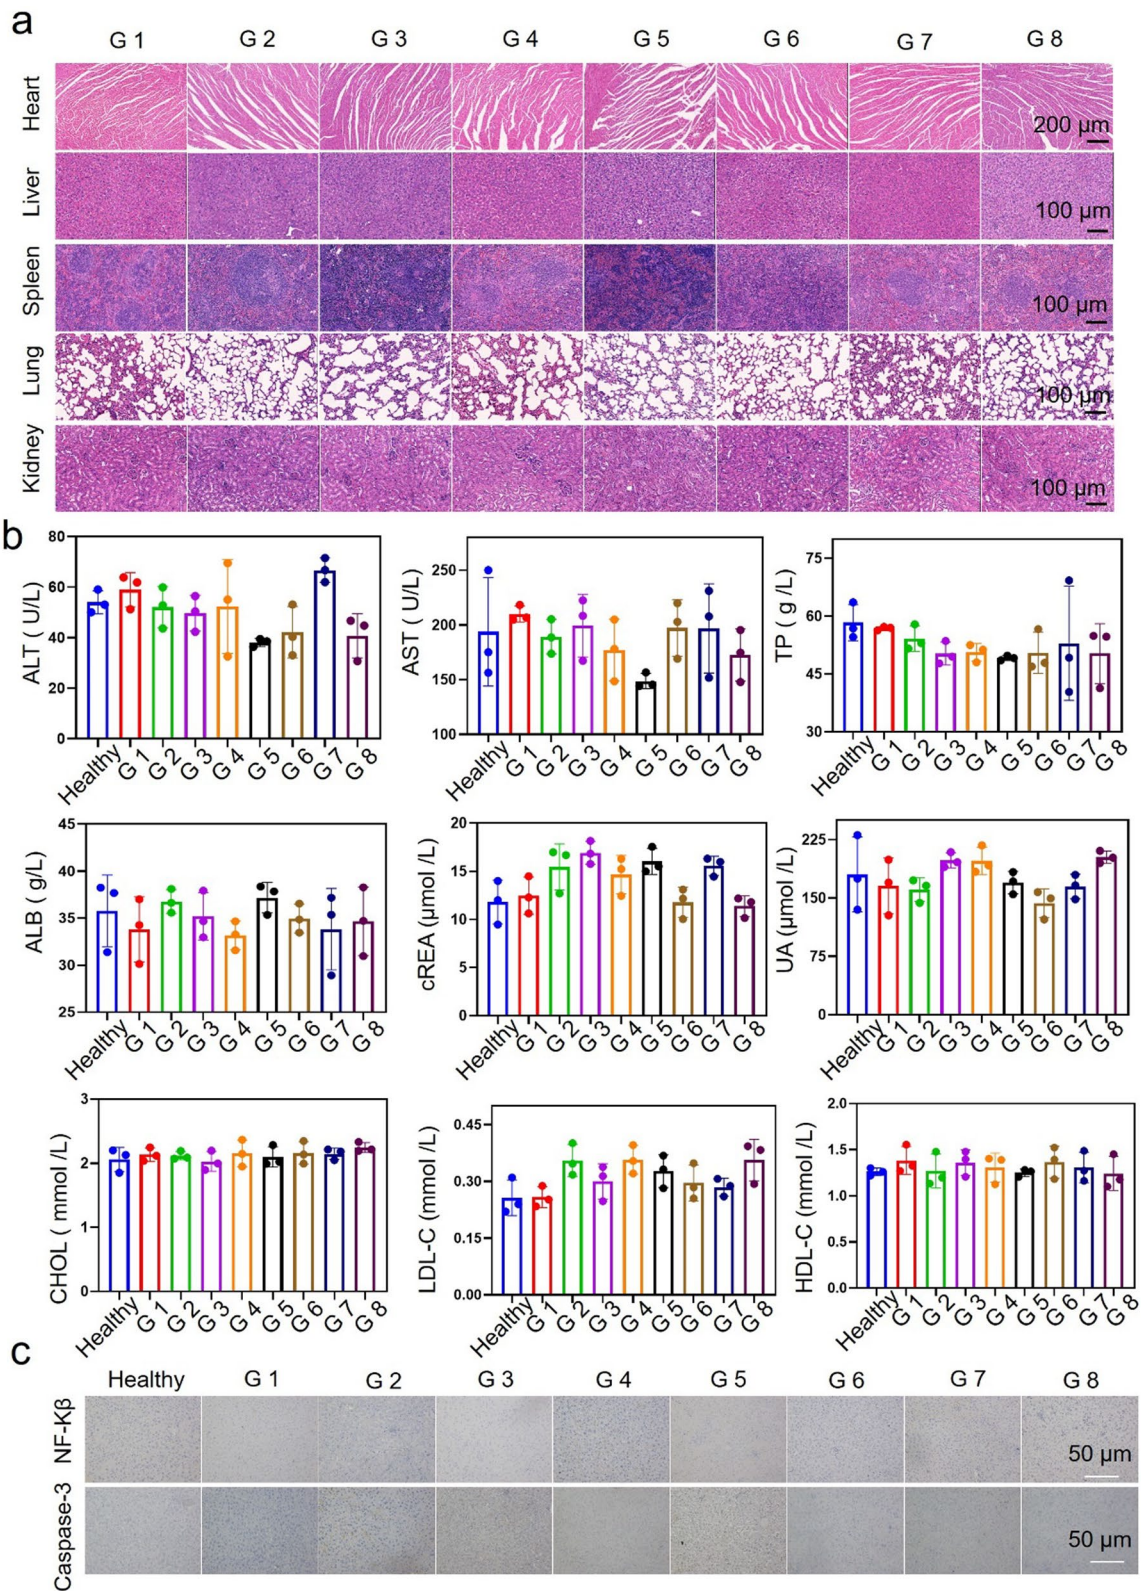 a
G 1 G 2 G 3 G 4 G 5 G 6 G 7 G 8
Heart
200 µm
Liver
100 µm
Spleen
100 µm
Lung
100 µm
Kidney
100 µm
b
ALT ( U/L)
80
60
40
20
0
Healthy G 1 G 2 G 3 G 4 G 5 G 6 G 7 G 8
AST ( U/L)
250
200
150
100
Healthy G 1 G 2 G 3 G 4 G 5 G 6 G 7 G 8
TP ( g /L)
75
60
45
30
Healthy G 1 G 2 G 3 G 4 G 5 G 6 G 7 G 8
ALB ( g/L)
45
40
35
30
25
Healthy G 1 G 2 G 3 G 4 G 5 G 6 G 7 G 8
cREA (µmol /L)
20
15
10
5
0
Healthy G 1 G 2 G 3 G 4 G 5 G 6 G 7 G 8
UA (µmol /L)
225
150
75
0
Healthy G 1 G 2 G 3 G 4 G 5 G 6 G 7 G 8
CHOL ( mmol /L)
3
2
1
0
Healthy G 1 G 2 G 3 G 4 G 5 G 6 G 7 G 8
LDL-C (mmol /L)
0.45
0.30
0.15
0.00
Healthy G 1 G 2 G 3 G 4 G 5 G 6 G 7 G 8
HDL-C (mmol /L)
2.0
1.5
1.0
0.5
0.0
Healthy G 1 G 2 G 3 G 4 G 5 G 6 G 7 G 8
c
Healthy G 1 G 2 G 3 G 4 G 5 G 6 G 7 G 8
NF-Kβ
50 µm
Caspase-3
50 µm